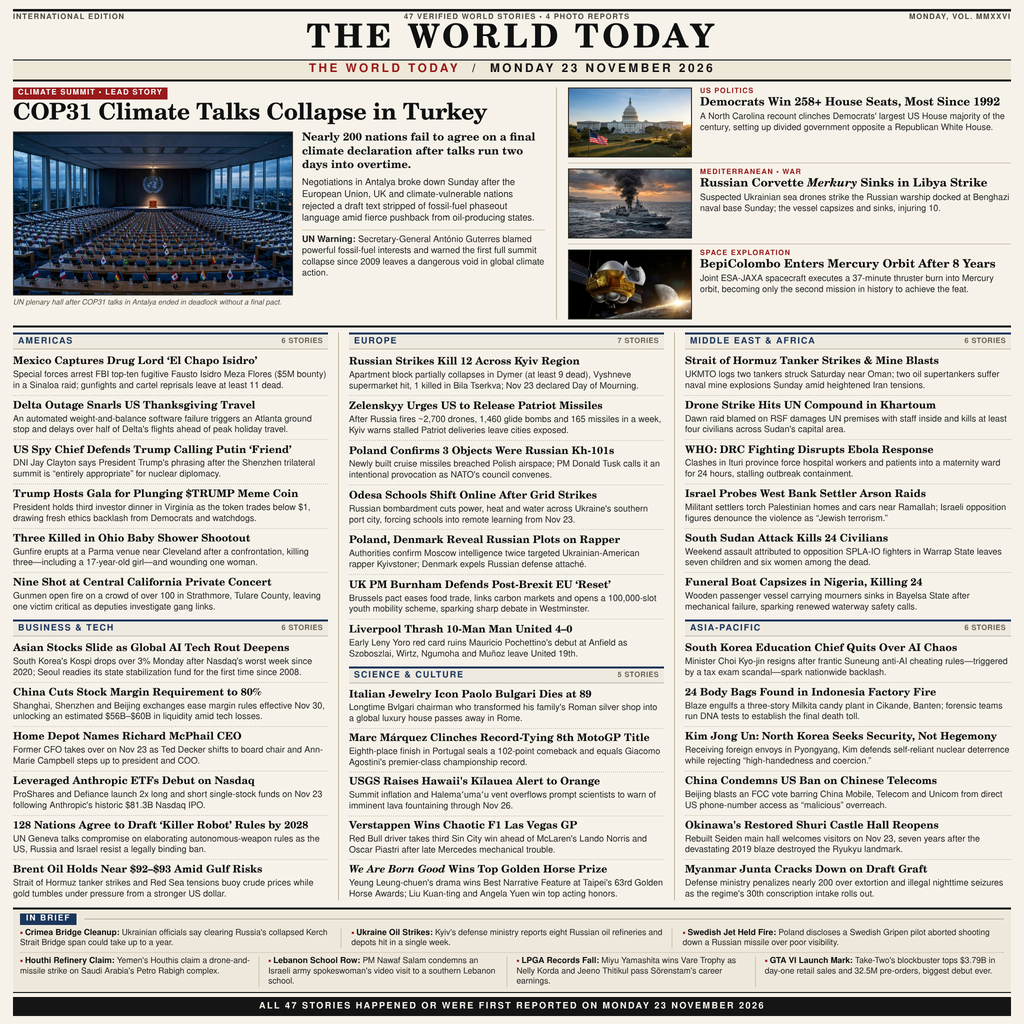 INTERNATIONAL EDITION
47 VERIFIED WORLD STORIES • 4 PHOTO REPORTS
MONDAY, VOL. MMXXVI
THE WORLD TODAY
THE WORLD TODAY / MONDAY 23 NOVEMBER 2026
CLIMATE SUMMIT • LEAD STORY
COP31 Climate Talks Collapse in Turkey
Nearly 200 nations fail to agree on a final
climate declaration after talks run two
days into overtime.
Negotiations in Antalya broke down Sunday after the
European Union, UK and climate-vulnerable nations
rejected a draft text stripped of fossil-fuel phaseout
language amid fierce pushback from oil-producing states.
UN Warning: Secretary-General António Guterres blamed
powerful fossil-fuel interests and warned the first full summit
collapse since 2009 leaves a dangerous void in global climate
action.
UN plenary hall after COP31 talks in Antalya ended in deadlock without a final pact.
US POLITICS
Democrats Win 258+ House Seats, Most Since 1992
A North Carolina recount clinches Democrats' largest US House majority of the
century, setting up divided government opposite a Republican White House.
MEDITERRANEAN • WAR
Russian Corvette Merkury Sinks in Libya Strike
Suspected Ukrainian sea drones strike the Russian warship docked at Benghazi
naval base Sunday; the vessel capsizes and sinks, injuring 10.
SPACE EXPLORATION
BepiColombo Enters Mercury Orbit After 8 Years
Joint ESA-JAXA spacecraft executes a 37-minute thruster burn into Mercury
orbit, becoming only the second mission in history to achieve the feat.
AMERICAS
6 STORIES
Mexico Captures Drug Lord ‘El Chapo Isidro’
Special forces arrest FBI top-ten fugitive Fausto Isidro Meza Flores ($5M bounty)
in a Sinaloa raid; gunfights and cartel reprisals leave at least 11 dead.
Delta Outage Snarls US Thanksgiving Travel
An automated weight-and-balance software failure triggers an Atlanta ground
stop and delays over half of Delta's flights ahead of peak holiday travel.
US Spy Chief Defends Trump Calling Putin ‘Friend’
DNI Jay Clayton says President Trump's phrasing after the Shenzhen trilateral
summit is “entirely appropriate” for nuclear diplomacy.
Trump Hosts Gala for Plunging $TRUMP Meme Coin
President holds third investor dinner in Virginia as the token trades below $1,
drawing fresh ethics backlash from Democrats and watchdogs.
Three Killed in Ohio Baby Shower Shootout
Gunfire erupts at a Parma venue near Cleveland after a confrontation, killing
three—including a 17-year-old girl—and wounding one woman.
Nine Shot at Central California Private Concert
Gunmen open fire on a crowd of over 100 in Strathmore, Tulare County, leaving
one victim critical as deputies investigate gang links.
BUSINESS & TECH
6 STORIES
Asian Stocks Slide as Global AI Tech Rout Deepens
South Korea's Kospi drops over 3% Monday after Nasdaq's worst week since
2020; Seoul readies its state stabilization fund for the first time since 2008.
China Cuts Stock Margin Requirement to 80%
Shanghai, Shenzhen and Beijing exchanges ease margin rules effective Nov 30,
unlocking an estimated $56B–$60B in liquidity amid tech losses.
Home Depot Names Richard McPhail CEO
Former CFO takes over on Nov 23 as Ted Decker shifts to board chair and Ann-
Marie Campbell steps up to president and COO.
Leveraged Anthropic ETFs Debut on Nasdaq
ProShares and Defiance launch 2x long and short single-stock funds on Nov 23
following Anthropic's historic $81.3B Nasdaq IPO.
128 Nations Agree to Draft ‘Killer Robot’ Rules by 2028
UN Geneva talks compromise on elaborating autonomous-weapon rules as the
US, Russia and Israel resist a legally binding ban.
Brent Oil Holds Near $92–$93 Amid Gulf Risks
Strait of Hormuz tanker strikes and Red Sea tensions buoy crude prices while
gold tumbles under pressure from a stronger US dollar.
EUROPE
7 STORIES
Russian Strikes Kill 12 Across Kyiv Region
Apartment block partially collapses in Dymer (at least 9 dead), Vyshneve
supermarket hit, 1 killed in Bila Tserkva; Nov 23 declared Day of Mourning.
Zelenskyy Urges US to Release Patriot Missiles
After Russia fires ~2,700 drones, 1,460 glide bombs and 165 missiles in a week,
Kyiv warns stalled Patriot deliveries leave cities exposed.
Poland Confirms 3 Objects Were Russian Kh-101s
Newly built cruise missiles breached Polish airspace; PM Donald Tusk calls it an
intentional provocation as NATO's council convenes.
Odesa Schools Shift Online After Grid Strikes
Russian bombardment cuts power, heat and water across Ukraine's southern
port city, forcing schools into remote learning from Nov 23.
Poland, Denmark Reveal Russian Plots on Rapper
Authorities confirm Moscow intelligence twice targeted Ukrainian-American
rapper Kyivstoner; Denmark expels Russian defense attaché.
UK PM Burnham Defends Post-Brexit EU ‘Reset’
Brussels pact eases food trade, links carbon markets and opens a 100,000-slot
youth mobility scheme, sparking sharp debate in Westminster.
Liverpool Thrash 10-Man Man United 4–0
Early Leny Yoro red card ruins Mauricio Pochettino's debut at Anfield as
Szoboszlai, Wirtz, Ngumoha and Muñoz leave United 19th.
SCIENCE & CULTURE
5 STORIES
Italian Jewelry Icon Paolo Bulgari Dies at 89
Longtime Bvlgari chairman who transformed his family's Roman silver shop into
a global luxury house passes away in Rome.
Marc Márquez Clinches Record-Tying 8th MotoGP Title
Eighth-place finish in Portugal seals a 102-point comeback and equals Giacomo
Agostini's premier-class championship record.
USGS Raises Hawaii's Kīlauea Alert to Orange
Summit inflation and Halemaʻumaʻu vent overflows prompt scientists to warn of
imminent lava fountaining through Nov 26.
Verstappen Wins Chaotic F1 Las Vegas GP
Red Bull driver takes third Sin City win ahead of McLaren's Lando Norris and
Oscar Piastri after late Mercedes mechanical trouble.
We Are Born Good Wins Top Golden Horse Prize
Yeung Leung-chuen's drama wins Best Narrative Feature at Taipei's 63rd Golden
Horse Awards; Liu Kuan-ting and Angela Yuen win top acting honors.
MIDDLE EAST & AFRICA
6 STORIES
Strait of Hormuz Tanker Strikes & Mine Blasts
UKMTO logs two tankers struck Saturday near Oman; two oil supertankers suffer
naval mine explosions Sunday amid heightened Iran tensions.
Drone Strike Hits UN Compound in Khartoum
Dawn raid blamed on RSF damages UN premises with staff inside and kills at least
four civilians across Sudan's capital area.
WHO: DRC Fighting Disrupts Ebola Response
Clashes in Ituri province force hospital workers and patients into a maternity ward
for 24 hours, stalling outbreak containment.
Israel Probes West Bank Settler Arson Raids
Militant settlers torch Palestinian homes and cars near Ramallah; Israeli opposition
figures denounce the violence as “Jewish terrorism.”
South Sudan Attack Kills 24 Civilians
Weekend assault attributed to opposition SPLA-IO fighters in Warrap State leaves
seven children and six women among the dead.
Funeral Boat Capsizes in Nigeria, Killing 24
Wooden passenger vessel carrying mourners sinks in Bayelsa State after
mechanical failure, sparking renewed waterway safety calls.
ASIA-PACIFIC
6 STORIES
South Korea Education Chief Quits Over AI Chaos
Minister Choi Kyo-jin resigns after frantic Suneung anti-AI cheating rules—triggered
by a tax exam scandal—spark nationwide backlash.
24 Body Bags Found in Indonesia Factory Fire
Blaze engulfs a three-story Milkita candy plant in Cikande, Banten; forensic teams
run DNA tests to establish the final death toll.
Kim Jong Un: North Korea Seeks Security, Not Hegemony
Receiving foreign envoys in Pyongyang, Kim defends self-reliant nuclear deterrence
while rejecting “high-handedness and coercion.”
China Condemns US Ban on Chinese Telecoms
Beijing blasts an FCC vote barring China Mobile, Telecom and Unicom from direct
US phone-number access as “malicious” overreach.
Okinawa's Restored Shuri Castle Hall Reopens
Rebuilt Seiden main hall welcomes visitors on Nov 23, seven years after the
devastating 2019 blaze destroyed the Ryukyu landmark.
Myanmar Junta Cracks Down on Draft Graft
Defense ministry penalizes nearly 200 over extortion and illegal nighttime seizures
as the regime's 30th conscription intake rolls out.
IN BRIEF
• Crimea Bridge Cleanup: Ukrainian officials say clearing Russia's collapsed Kerch
Strait Bridge span could take up to a year.
• Ukraine Oil Strikes: Kyiv's defense ministry reports eight Russian oil refineries and
depots hit in a single week.
• Swedish Jet Held Fire: Poland discloses a Swedish Gripen pilot aborted shooting
down a Russian missile over poor visibility.
• Houthi Refinery Claim: Yemen's Houthis claim a drone-and-
missile strike on Saudi Arabia's Petro Rabigh complex.
• Lebanon School Row: PM Nawaf Salam condemns an
Israeli army spokeswoman's video visit to a southern Lebanon
school.
• LPGA Records Fall: Miyu Yamashita wins Vare Trophy as
Nelly Korda and Jeeno Thitikul pass Sörenstam's career
earnings.
• GTA VI Launch Mark: Take-Two's blockbuster tops $3.79B in
day-one retail sales and 32.5M pre-orders, biggest debut ever.
ALL 47 STORIES HAPPENED OR WERE FIRST REPORTED ON MONDAY 23 NOVEMBER 2026